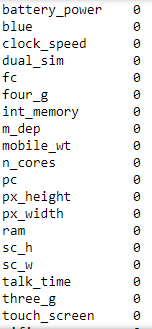 battery_power 0
blue 0
clock_speed 0
dual_sim 0
fc 0
four_g 0
int_memory 0
m_dep 0
mobile_wt 0
n_cores 0
pc 0
px_height 0
px_width 0
ram 0
sc_h 0
sc_w 0
talk_time 0
three_g 0
touch_screen 0